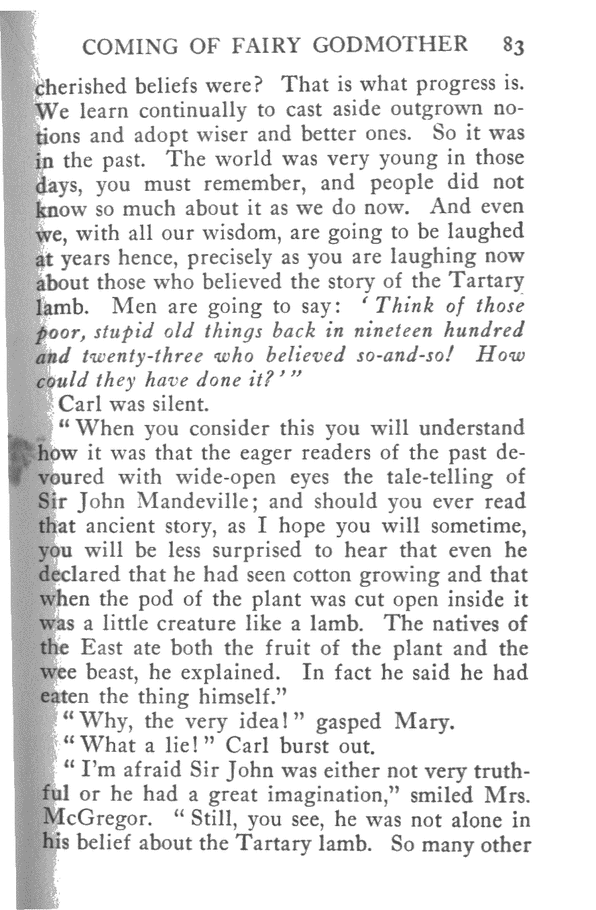 COMING OF FAIRY GODMOTHER 83
cherished beliefs were? That is what progress is.
We learn continually to cast aside outgrown no-
tions and adopt wiser and better ones. So it was
in the past. The world was very young in those
days, you must remember, and people did not
know so much about it as we do now. And even
we, with all our wisdom, are going to be laughed
at years hence, precisely as you are laughing now
about those who believed the story of the Tartary
lamb. Men are going to say: ‘Think of those
poor, stupid old things back in nineteen hundred
and twenty-three who believed so-and-so! How
could they have done it?’”
Carl was silent.
“When you consider this you will understand
how it was that the eager readers of the past de-
voured with wide-open eyes the tale-telling of
Sir John Mandeville; and should you ever read
that ancient story, as I hope you will sometime,
you will be less surprised to hear that even he
declared that he had seen cotton growing and that
when the pod of the plant was cut open inside it
was a little creature like a lamb. The natives of
the East ate both the fruit of the plant and the
wee beast, he explained. In fact he said he had
eaten the thing himself.”
“Why, the very idea!” gasped Mary.
“What a lie!” Carl burst out.
“I'm afraid Sir John was either not very truth-
ful or he had a great imagination,” smiled Mrs.
McGregor. “Still, you see, he was not alone in
his belief about the Tartary lamb. So many other